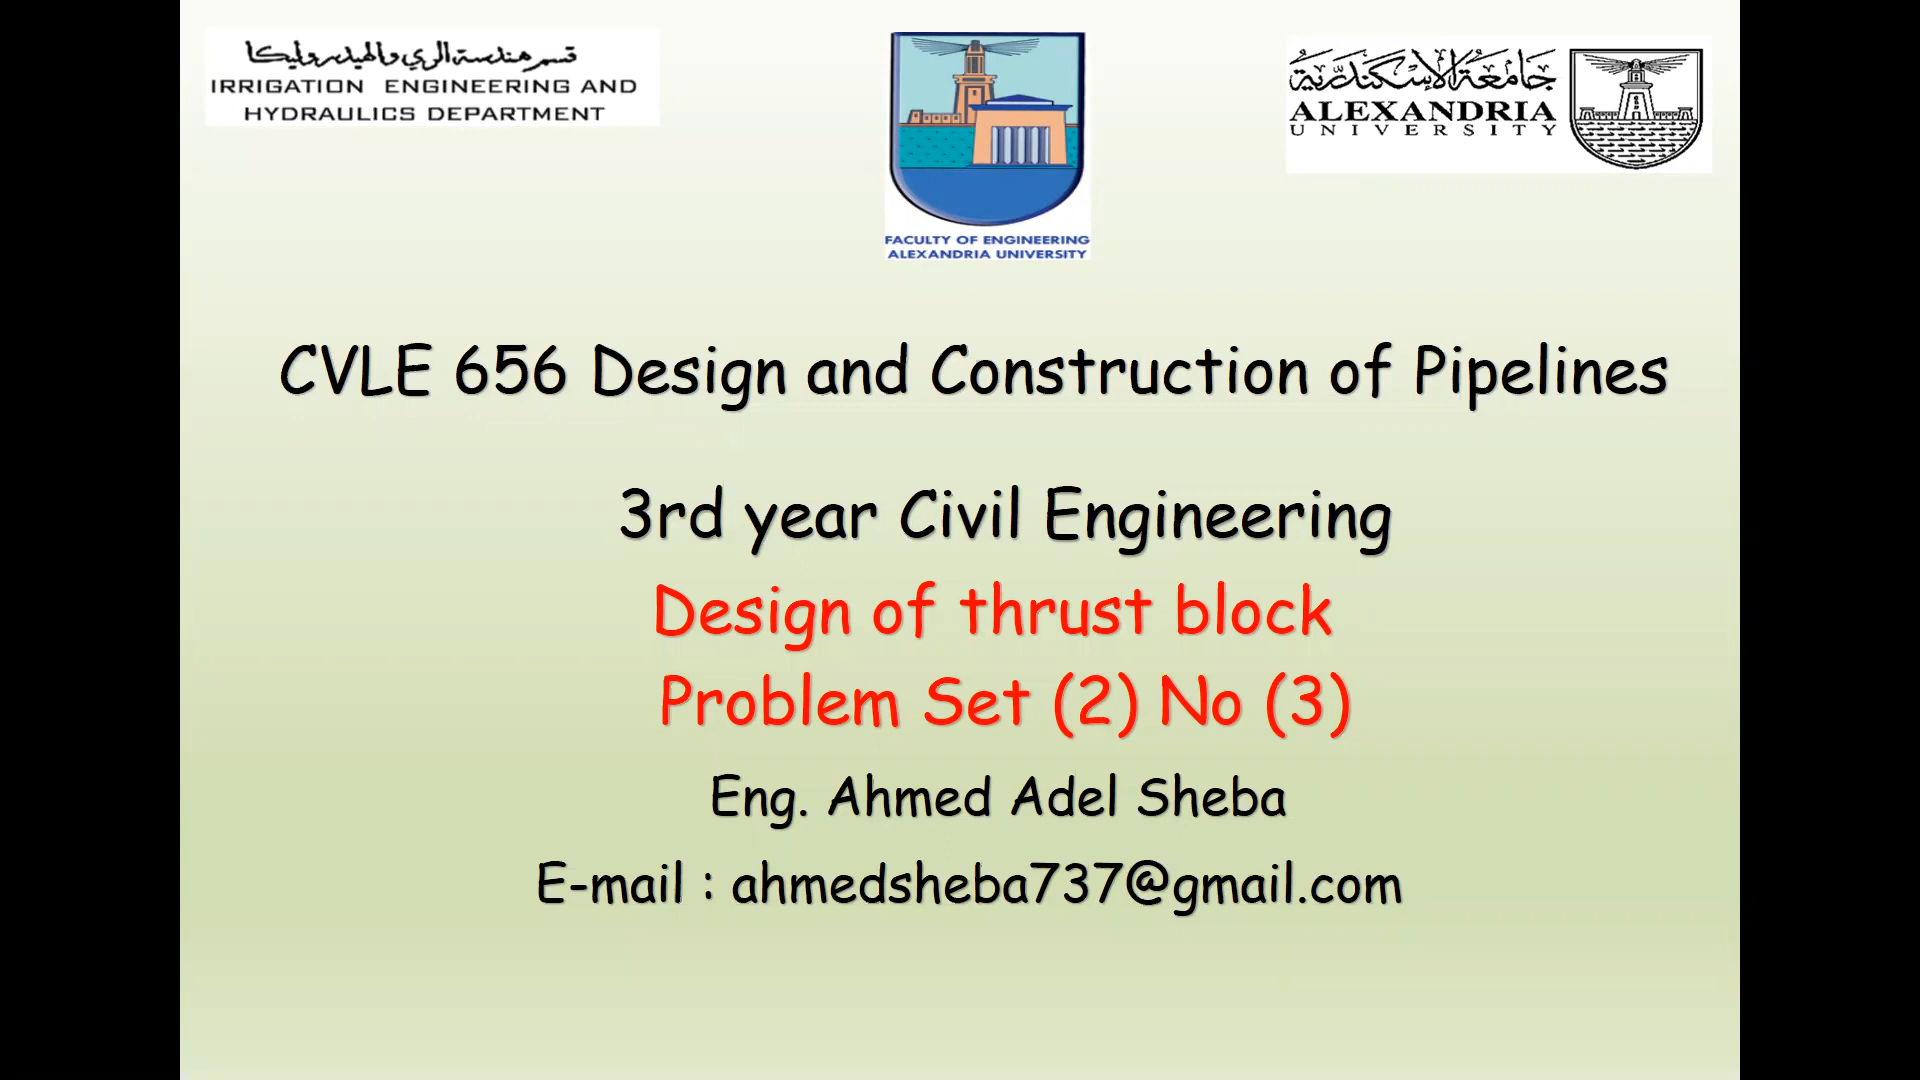 قسم هندسة الري والهيدروليكا
IRRIGATION ENGINEERING AND
HYDRAULICS DEPARTMENT
FACULTY OF ENGINEERING
ALEXANDRIA UNIVERSITY
جامعة الإسكندرية
ALEXANDRIA
UNIVERSITY
CVLE 656 Design and Construction of Pipelines
3rd year Civil Engineering
Design of thrust block
Problem Set (2) No (3)
Eng. Ahmed Adel Sheba
E-mail : ahmedsheba737@gmail.com